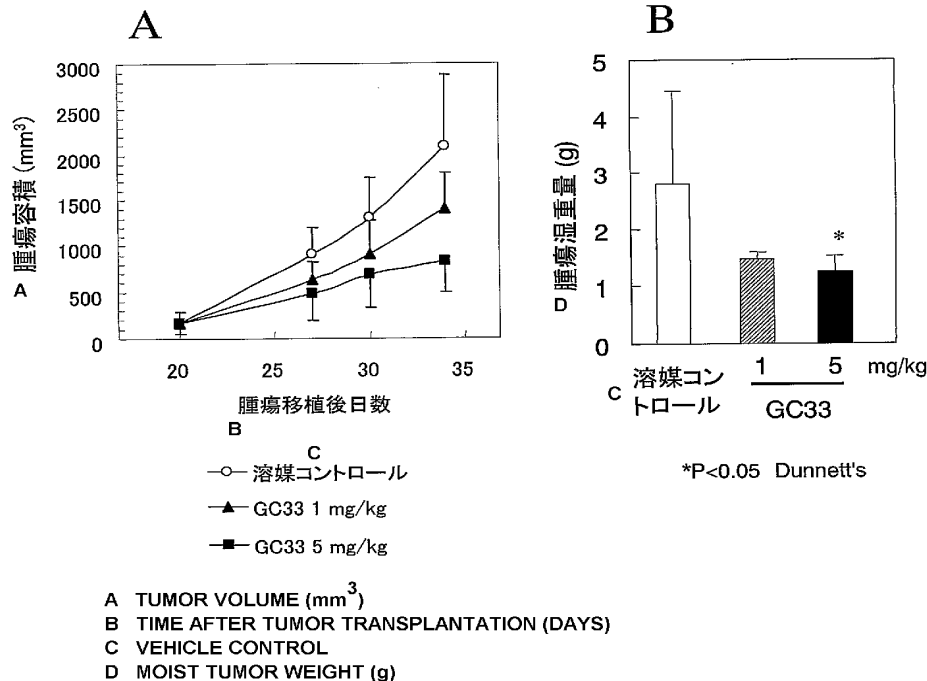 A
3000
2500
2000
1500
1000
500
0
腫瘍容積 (mm³)
A
20 25 30 35
腫瘍移植後日数
B
C
溶媒コントロール
GC33 1 mg/kg
GC33 5 mg/kg
B
5
4
3
2
1
0
腫瘍湿重量 (g)
D
*
C 溶媒コン
トロール
1 5 mg/kg
GC33
*P<0.05 Dunnett's
A TUMOR VOLUME (mm³)
B TIME AFTER TUMOR TRANSPLANTATION (DAYS)
C VEHICLE CONTROL
D MOIST TUMOR WEIGHT (g)